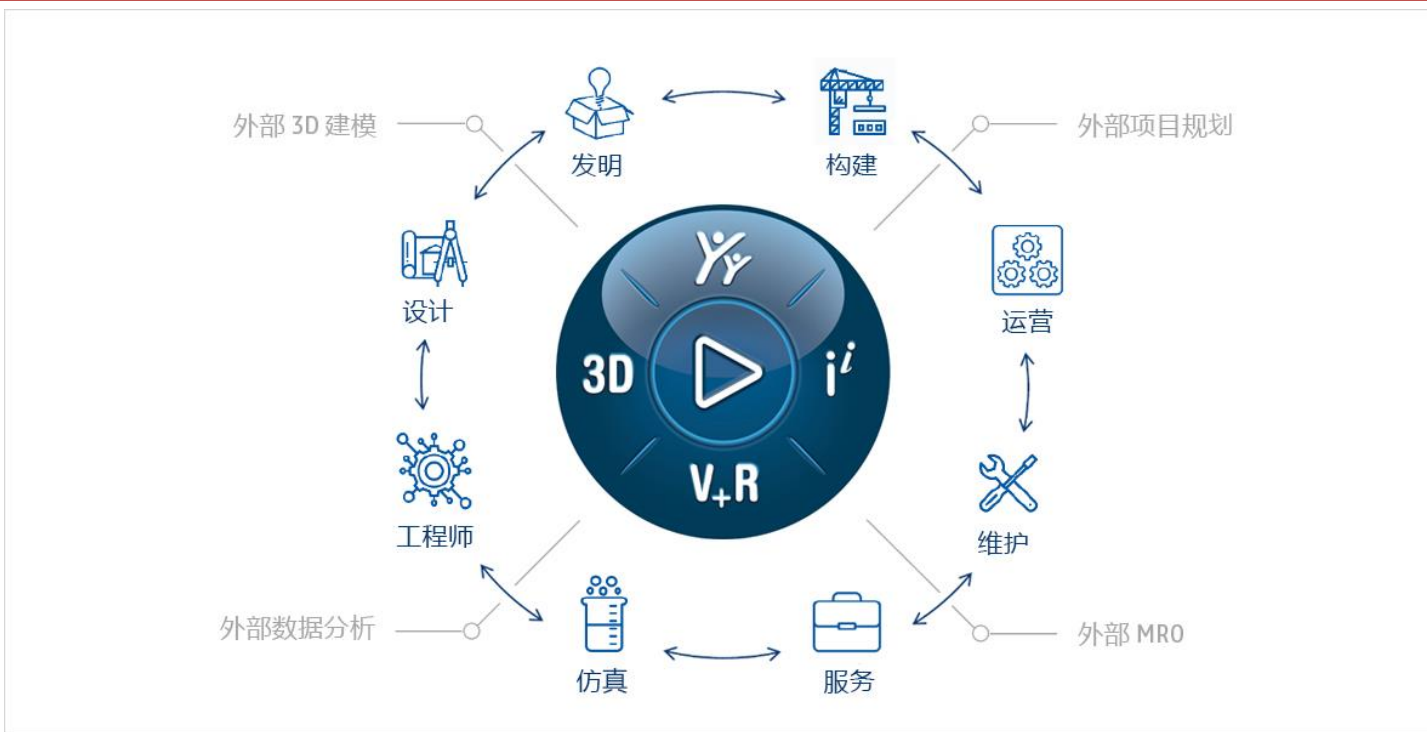 发明
构建
外部 3D 建模
外部项目规划
设计
运营
3D
i i
V+R
工程师
维护
外部数据分析
外部 MRO
仿真
服务